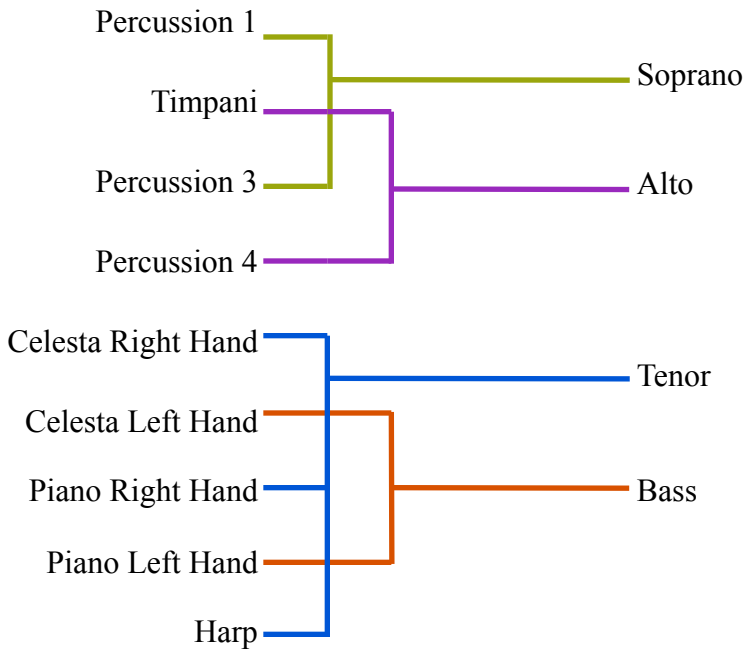 Percussion 1
Soprano
Timpani
Percussion 3
Alto
Percussion 4
Celesta Right Hand
Tenor
Celesta Left Hand
Piano Right Hand
Bass
Piano Left Hand
Harp